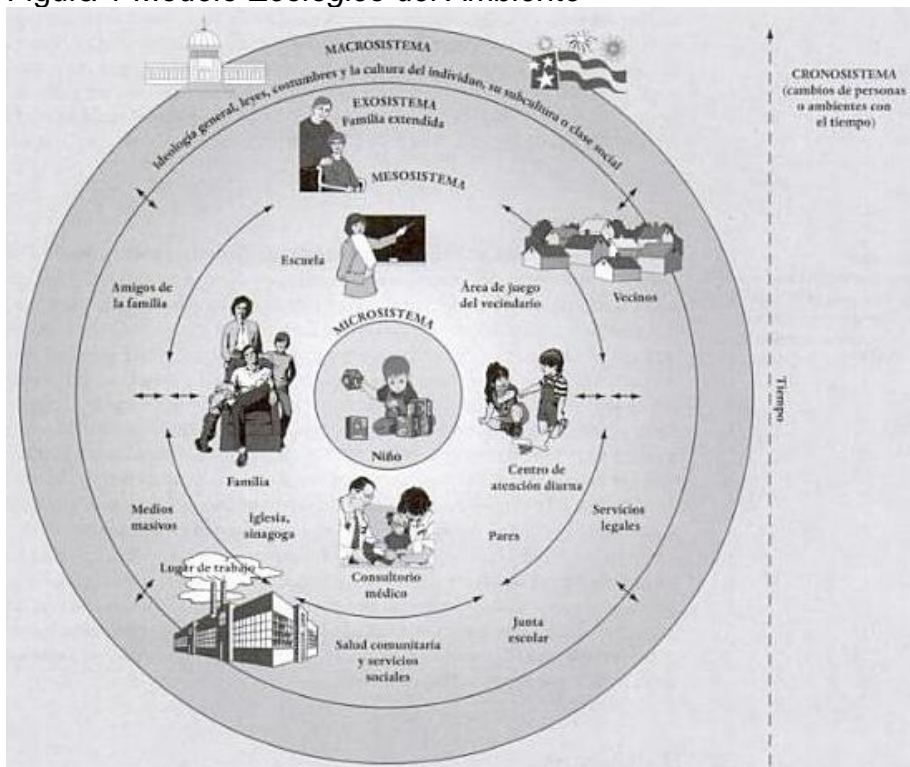 Figura Modelo Ecológico del Ambiente
MACROSISTEMA
Ideología general, leyes, costumbres y la cultura del individuo, su subcultura o clase social
EXOSISTEMA
Familia extendida
MESOSISTEMA
Escuela
Amigos de
la familia
Área de juego
del vecindario
Vecinos
MICROSISTEMA
Niño
Familia
Centro de
atención diurna
Medios
masivos
Iglesia,
sinagoga
Pares
Servicios
legales
Lugar de trabajo
Consultorio
médico
Salud comunitaria
y servicios
sociales
Junta
escolar
CRONOSISTEMA
(cambios de personas
o ambientes con
el tiempo)
Tiempo